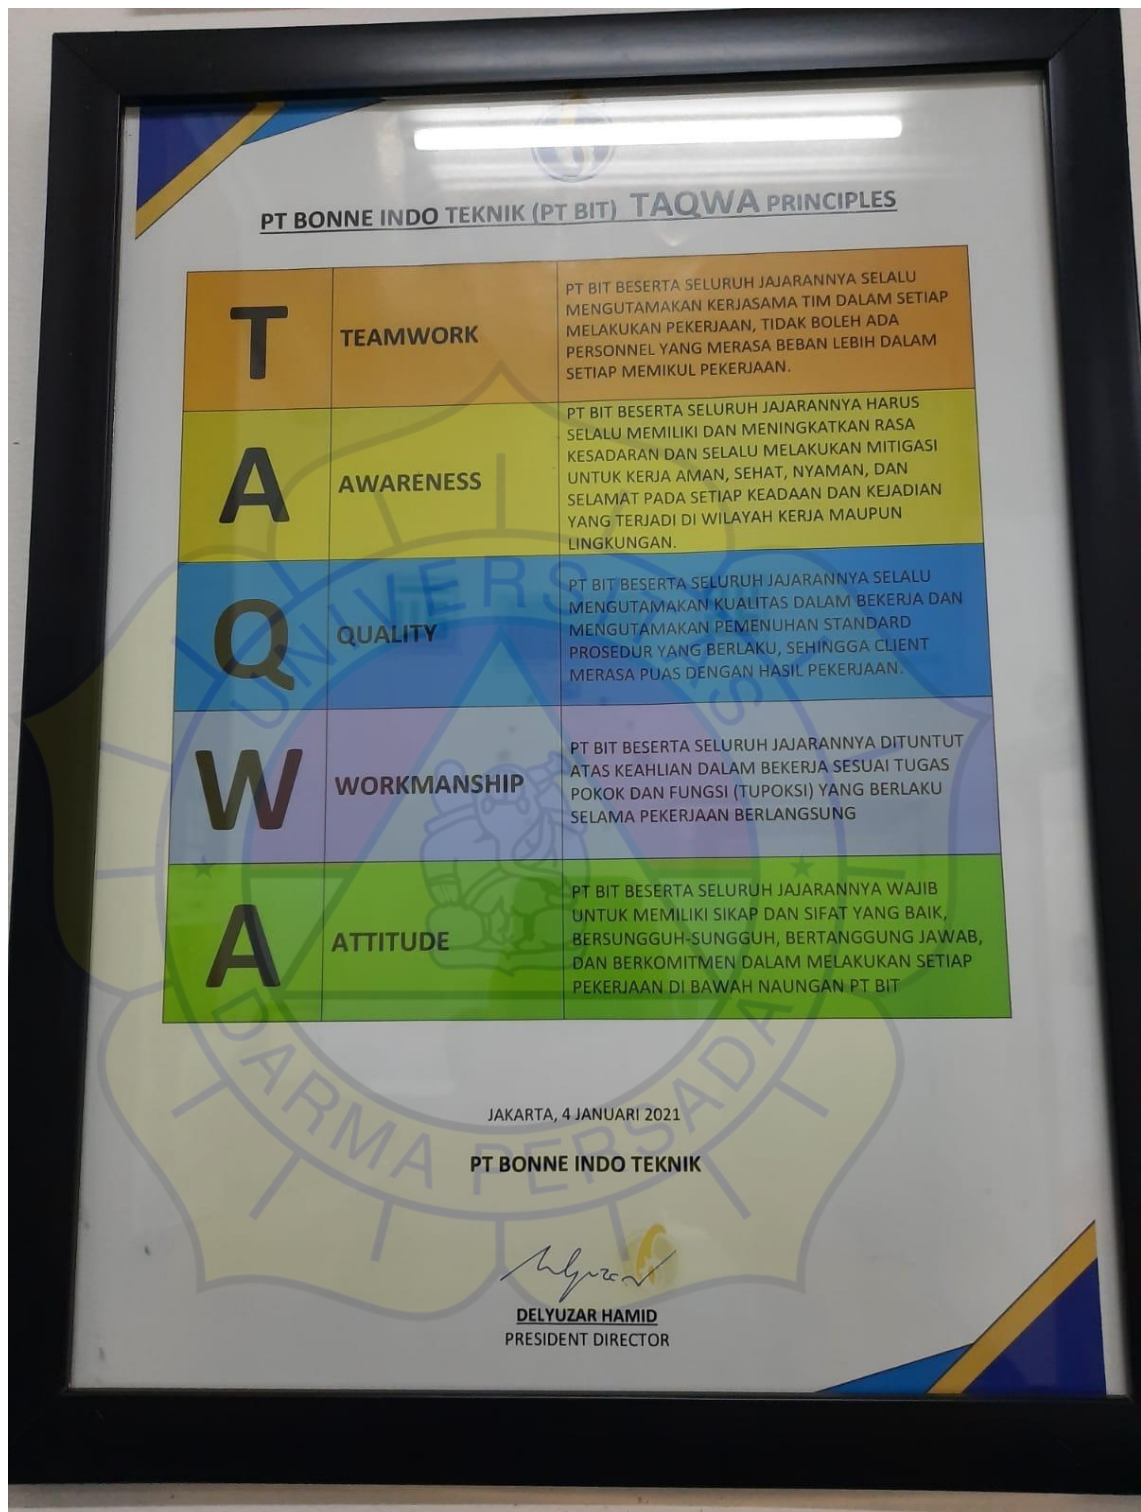 PT BONNE INDO TEKNIK (PT BIT) TAQWA PRINCIPLES
T
TEAMWORK
PT BIT BESERTA SELURUH JAJARANNYA SELALU
MENGUTAMAKAN KERJASAMA TIM DALAM SETIAP
MELAKUKAN PEKERJAAN, TIDAK BOLEH ADA
PERSONNEL YANG MERASA BEBAN LEBIH DALAM
SETIAP MEMIKUL PEKERJAAN.
A
AWARENESS
PT BIT BESERTA SELURUH JAJARANNYA HARUS
SELALU MEMILIKI DAN MENINGKATKAN RASA
KESADARAN DAN SELALU MELAKUKAN MITIGASI
UNTUK KERJA AMAN, SEHAT, NYAMAN, DAN
SELAMAT PADA SETIAP KEADAAN DAN KEJADIAN
YANG TERJADI DI WILAYAH KERJA MAUPUN
LINGKUNGAN.
Q
QUALITY
PT BIT BESERTA SELURUH JAJARANNYA SELALU
MENGUTAMAKAN KUALITAS DALAM BEKERJA DAN
MENGUTAMAKAN PEMENUHAN STANDARD
PROSEDUR YANG BERLAKU, SEHINGGA CLIENT
MERASA PUAS DENGAN HASIL PEKERJAAN.
W
WORKMANSHIP
PT BIT BESERTA SELURUH JAJARANNYA DITUNTUT
ATAS KEAHLIAN DALAM BEKERJA SESUAI TUGAS
POKOK DAN FUNGSI (TUPOKSI) YANG BERLAKU
SELAMA PEKERJAAN BERLANGSUNG
A
ATTITUDE
PT BIT BESERTA SELURUH JAJARANNYA WAJIB
UNTUK MEMILIKI SIKAP DAN SIFAT YANG BAIK,
BERSUNGGUH-SUNGGUH, BERTANGGUNG JAWAB,
DAN BERKOMITMEN DALAM MELAKUKAN SETIAP
PEKERJAAN DI BAWAH NAUNGAN PT BIT
UNIVERSITAS
DARMA PERSADA
JAKARTA, 4 JANUARI 2021
PT BONNE INDO TEKNIK
DELYUZAR HAMID
PRESIDENT DIRECTOR